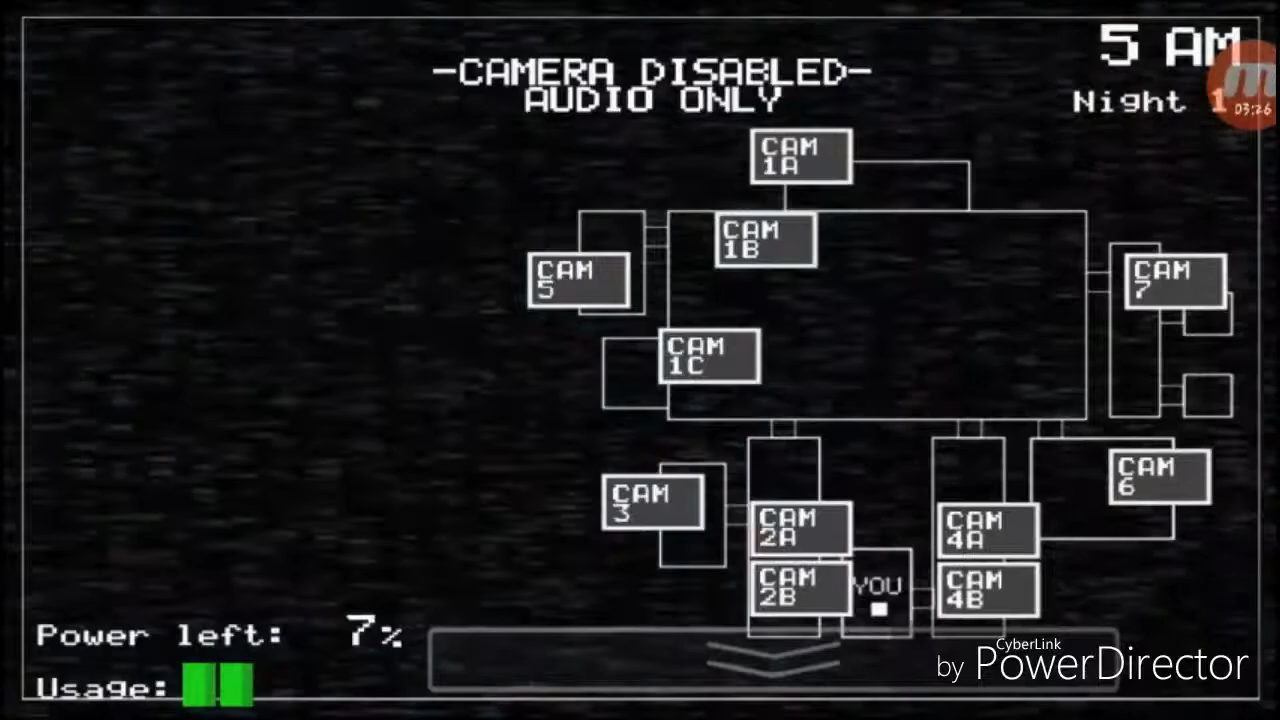 5 AM
-CAMERA DISABLED-
AUDIO ONLY
Night 1
03:26
CAM
1A
CAM
1B
CAM
5
CAM
7
CAM
1C
CAM
6
CAM
3
CAM
2A
CAM
4A
CAM
2B
YOU
CAM
4B
Power left: 7%
Usage:
CyberLink
by PowerDirector